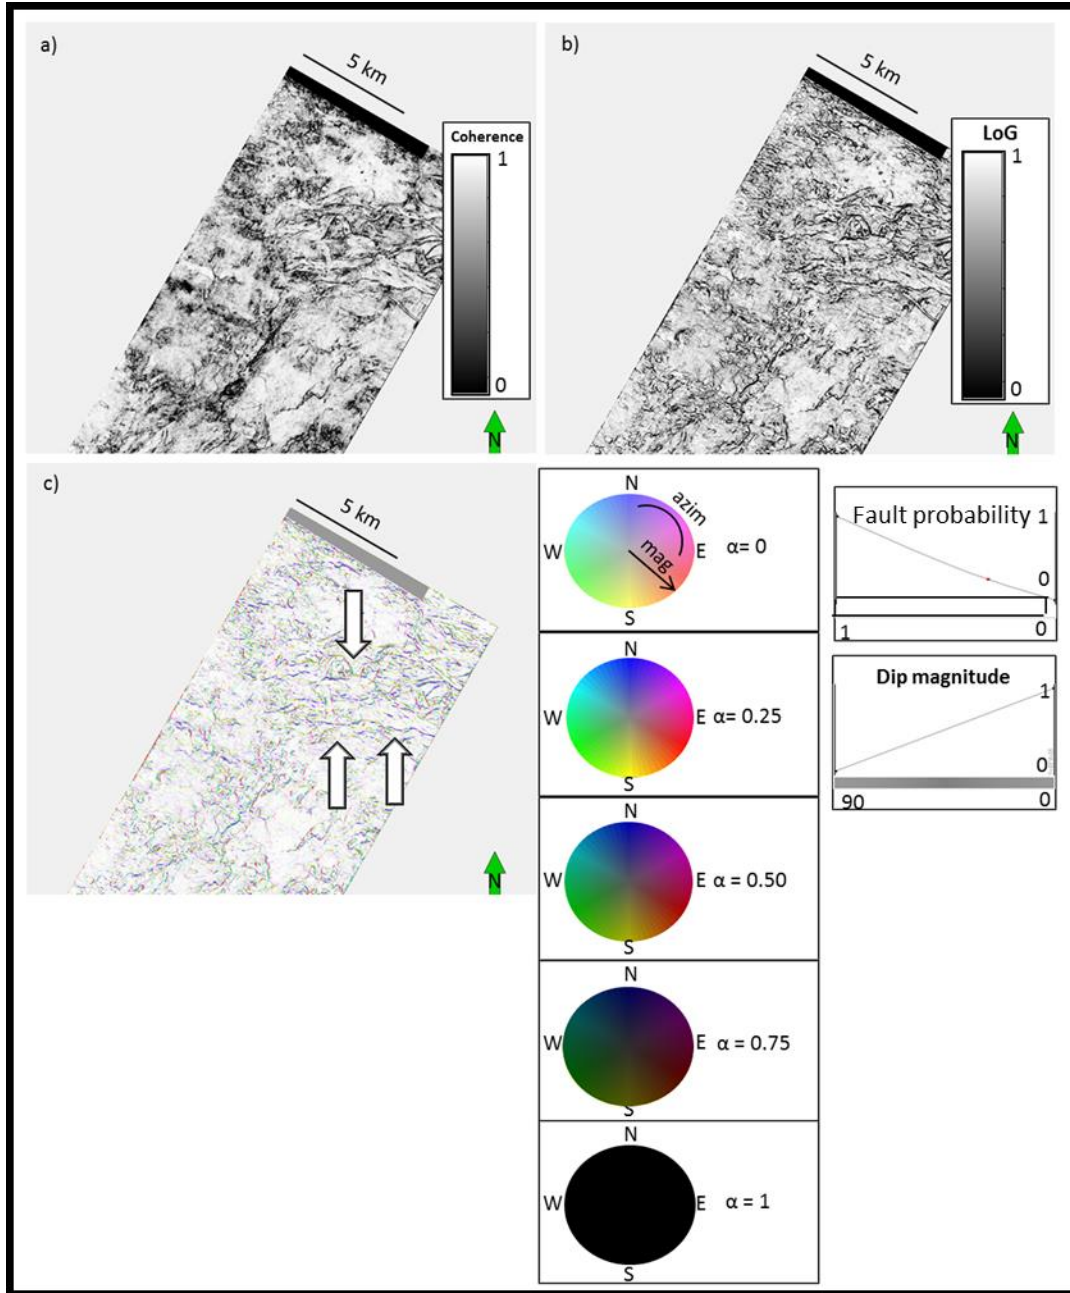 a)
5 km
Coherence
1
0
N
b)
5 km
LoG
1
0
N
c)
5 km
N
N
azim
W
mag
E
α= 0
S
N
W
E
α= 0.25
S
N
W
E
α = 0.50
S
N
W
E
α = 0.75
S
N
W
E
α = 1
S
Fault probability
1
0
1
0
Dip magnitude
1
0
90
0